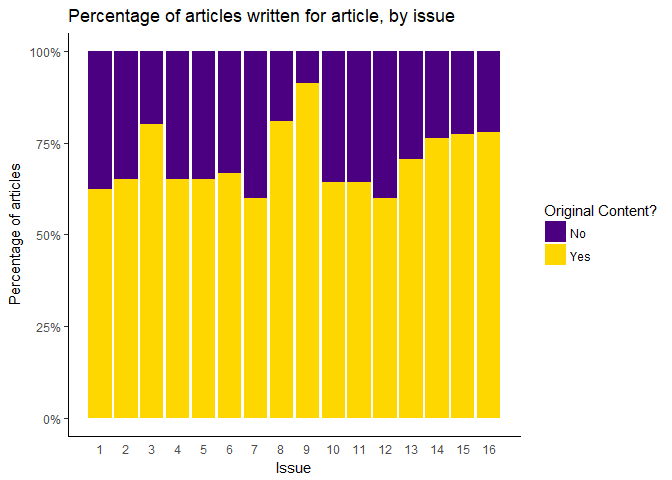 Percentage of articles written for article, by issue
100%
75%
50%
25%
0%
Percentage of articles
1 2 3 4 5 6 7 8 9 10 11 12 13 14 15 16
Issue
Original Content?
No
Yes